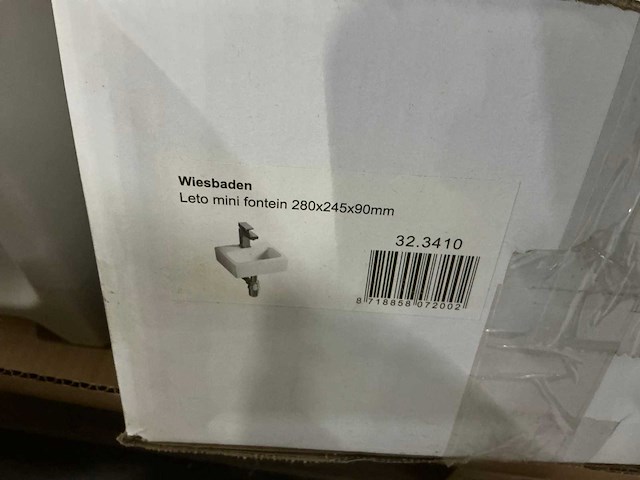 Wiesbaden
Leto mini fontein 280x245x90mm
32.3410
8 718858 072002